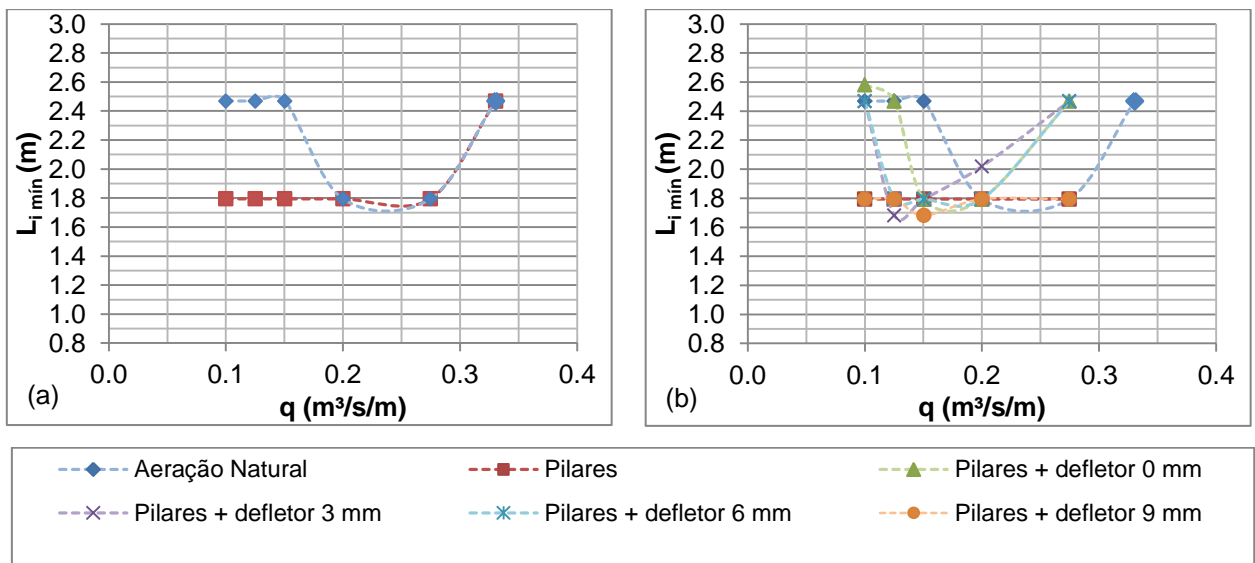 3.0
2.8
2.6
2.4
2.2
2.0
1.8
1.6
1.4
1.2
1.0
0.8
L i mín (m)
0.0 0.1 0.2 0.3 0.4
(a)
q (m³/s/m)
3.0
2.8
2.6
2.4
2.2
2.0
1.8
1.6
1.4
1.2
1.0
0.8
L i mín (m)
0.0 0.1 0.2 0.3 0.4
(b)
q (m³/s/m)
Aeração Natural Pilares Pilares + defletor 0 mm
Pilares + defletor 3 mm Pilares + defletor 6 mm Pilares + defletor 9 mm